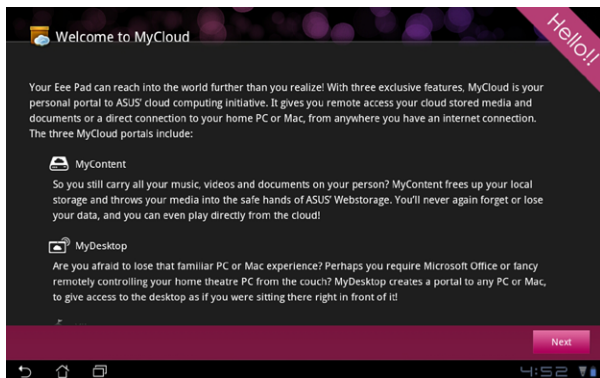 Welcome to MyCloud
Hello!!
Your Eee Pad can reach into the world further than you realize! With three exclusive features, MyCloud is your
personal portal to ASUS' cloud computing initiative. It gives you remote access your cloud stored media and
documents or a direct connection to your home PC or Mac, from anywhere you have an internet connection.
The three MyCloud portals include:
MyContent
So you still carry all your music, videos and documents on your person? MyContent frees up your local
storage and throws your media into the safe hands of ASUS' Webstorage. You'll never again forget or lose
your data, and you can even play directly from the cloud!
MyDesktop
Are you afraid to lose that familiar PC or Mac experience? Perhaps you require Microsoft Office or fancy
remotely controlling your home theatre PC from the couch? MyDesktop creates a portal to any PC or Mac,
to give access to the desktop as if you were sitting there right in front of it!
Next
4:52